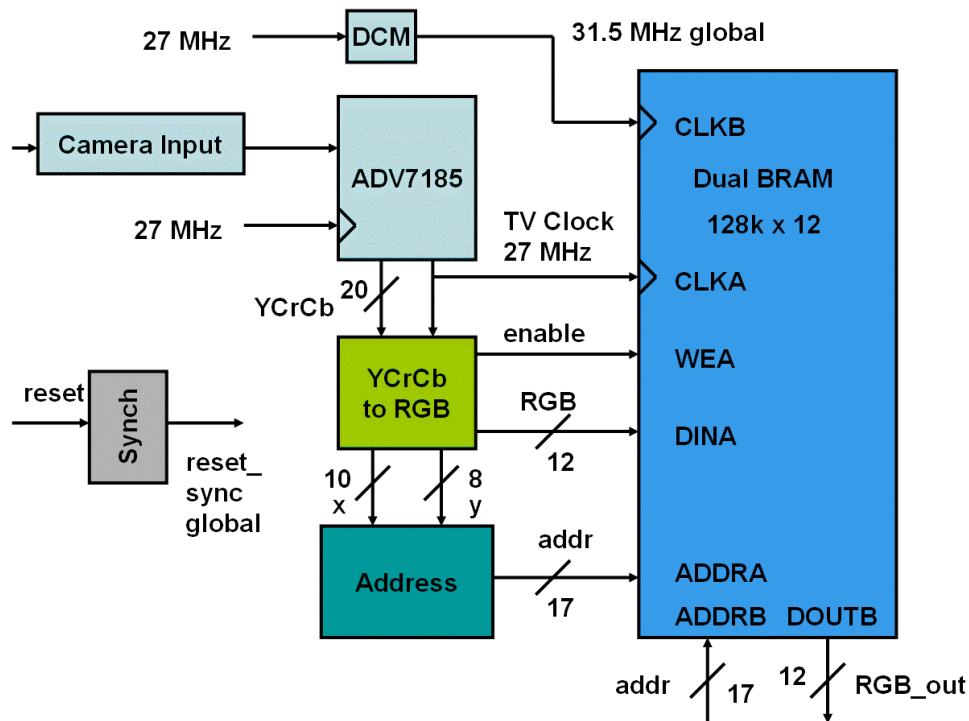 27 MHz
DCM
31.5 MHz global
Camera Input
ADV7185
27 MHz
CLKB
Dual BRAM
128k x 12
TV Clock
27 MHz
CLKA
20
YCrCb
enable
WEA
YCrCb
to RGB
RGB
12
DINA
reset
Synch
reset_
sync
global
10
x
8
y
Address
addr
17
ADDRA
ADDRB
DOUTB
addr
17
12
RGB_out